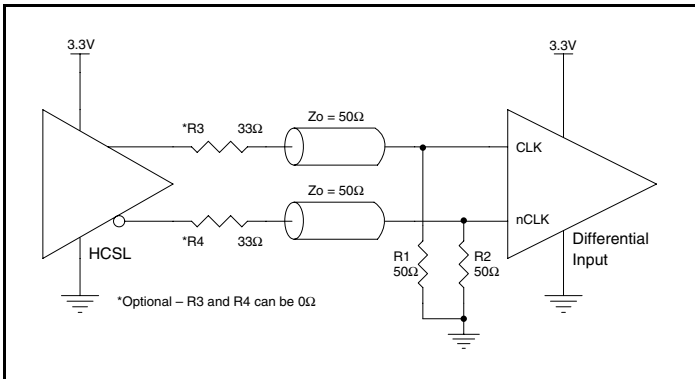 3.3V
3.3V
*R3 33Ω
Zo = 50Ω
CLK
Zo = 50Ω
nCLK
*R4 33Ω
HCSL
R1
50Ω
R2
50Ω
Differential
Input
*Optional – R3 and R4 can be 0Ω